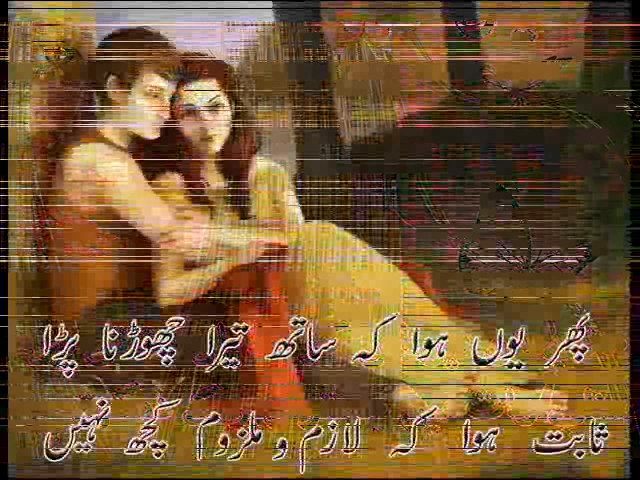 پھر یوں ہوا کہ ساتھ تیرا چھوڑنا پڑا
ثابت ہوا کہ لازم و ملزوم کچھ نہیں